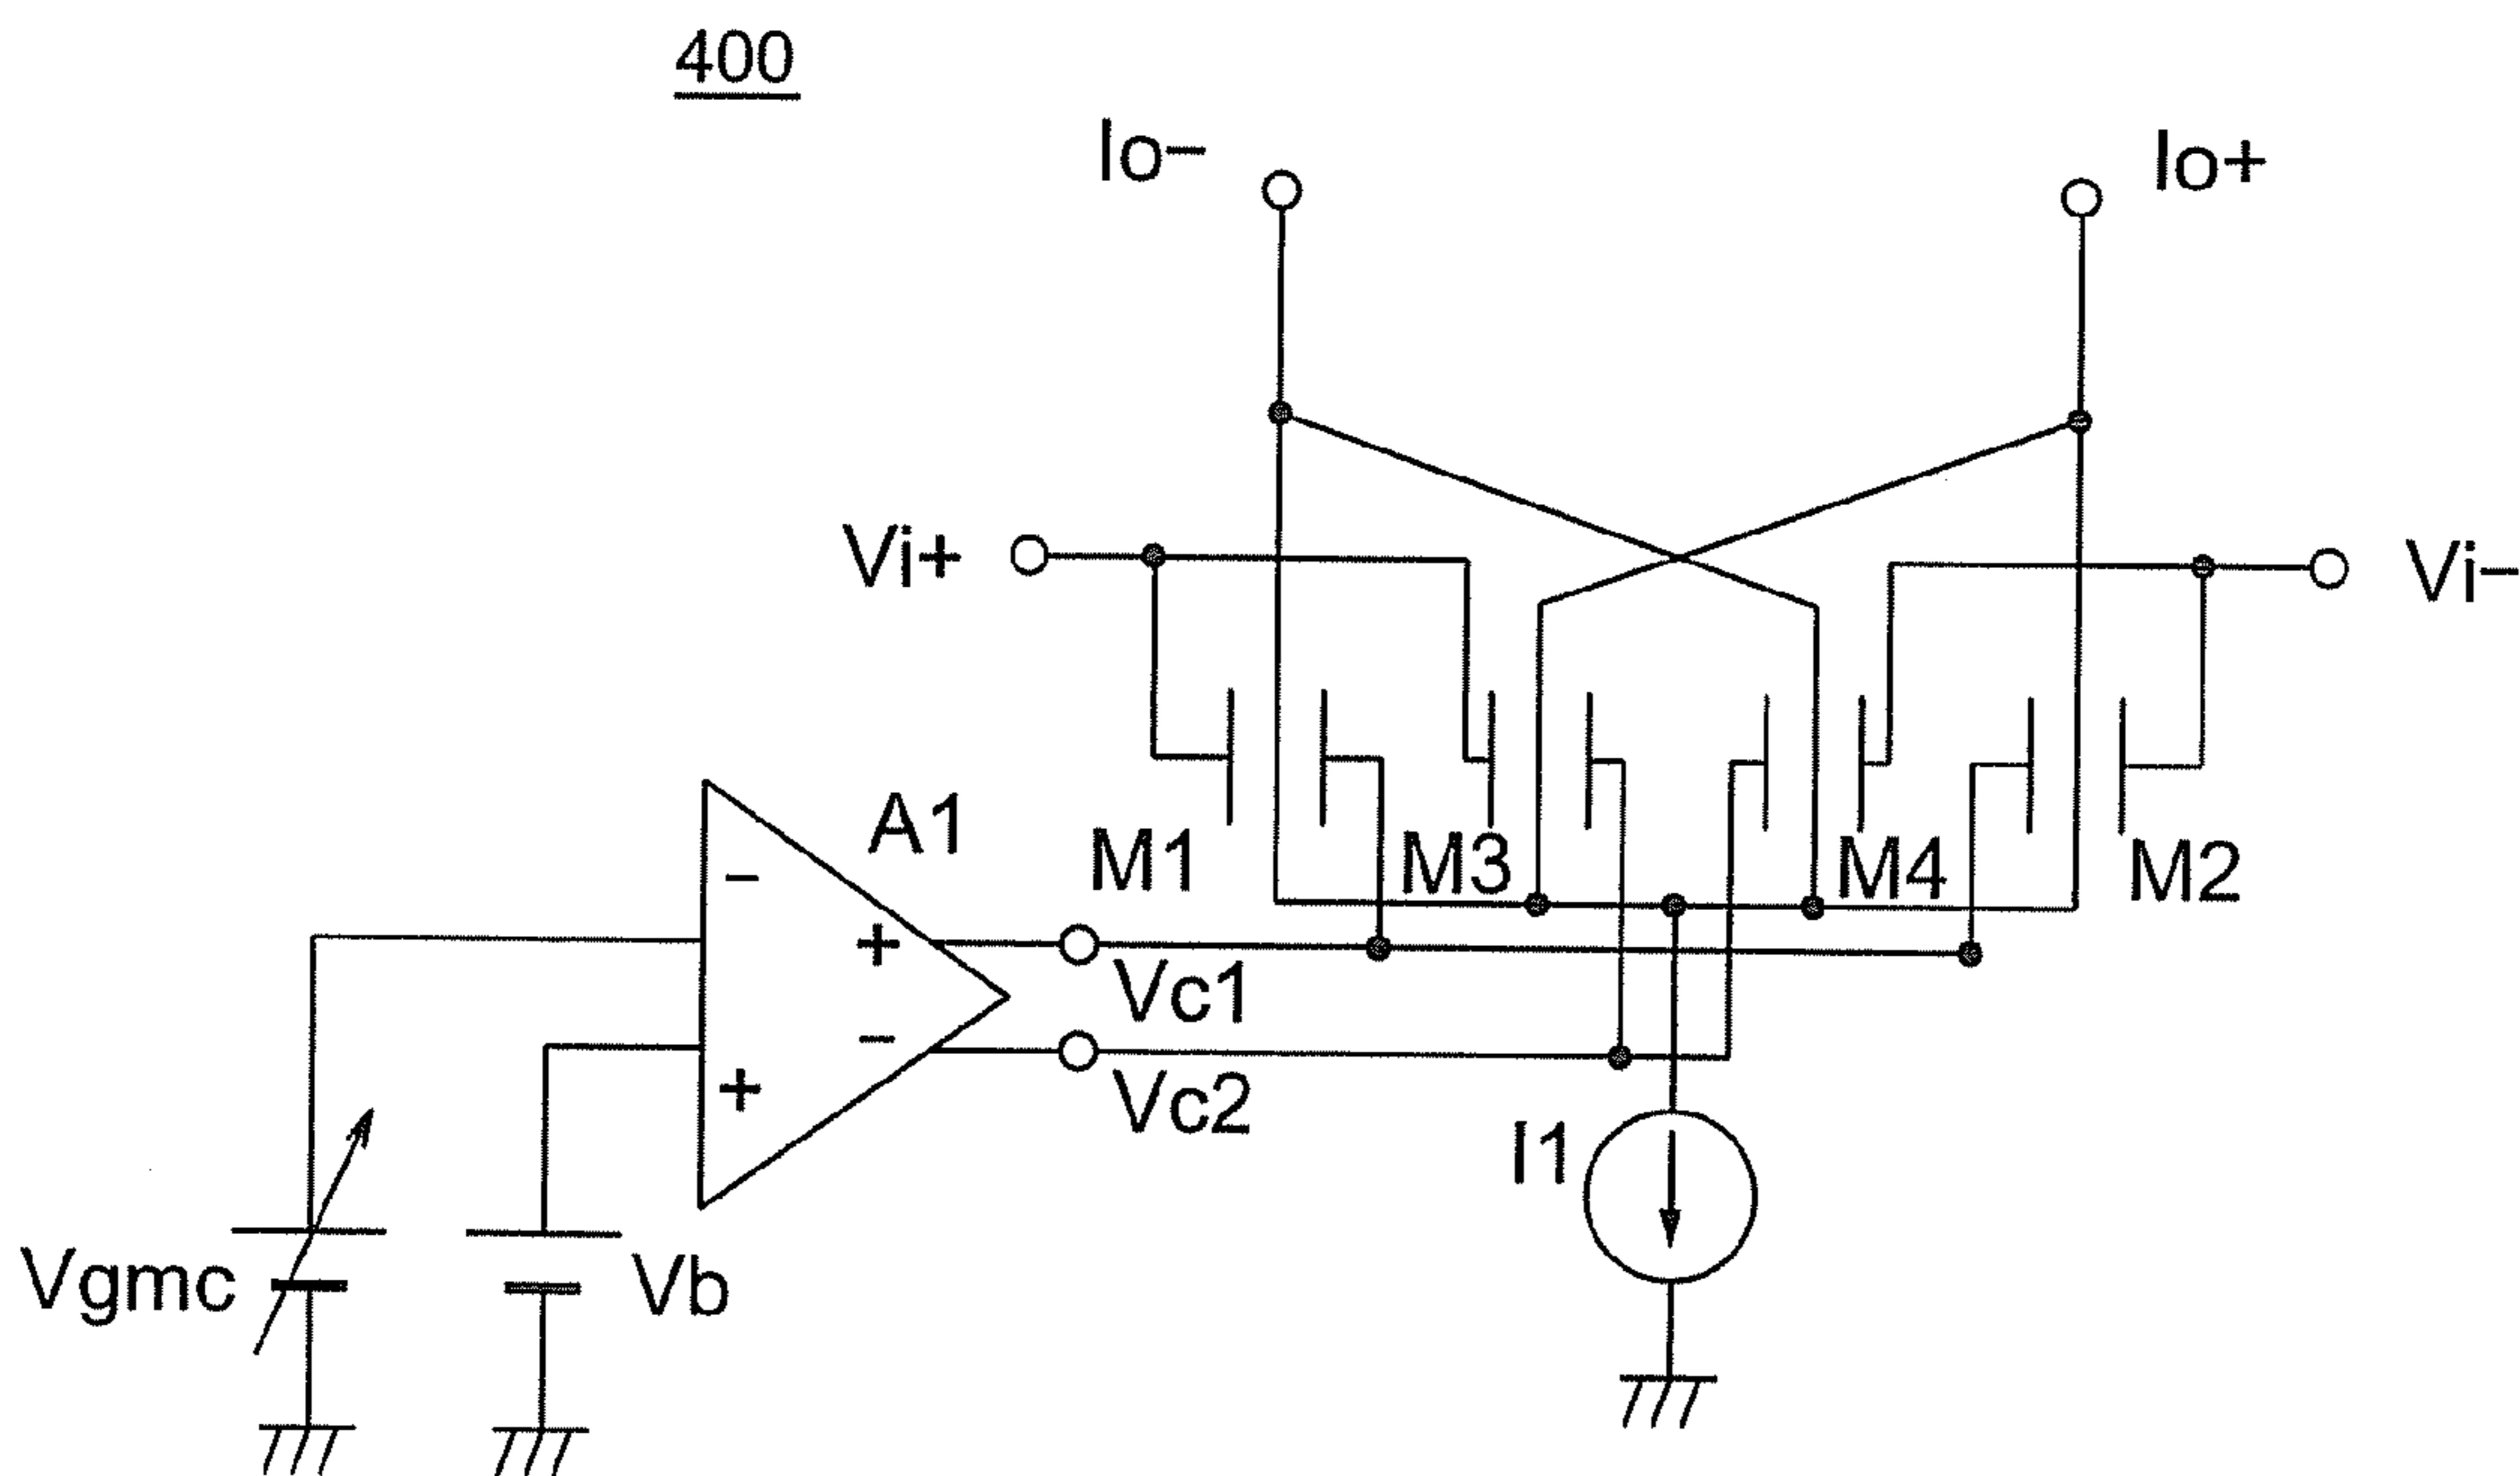 400
Io−
Io+
Vi+
Vi−
A1
M1
M3
M4
M2
−
+
Vc1
−
+
Vc2
I1
Vgmc
Vb